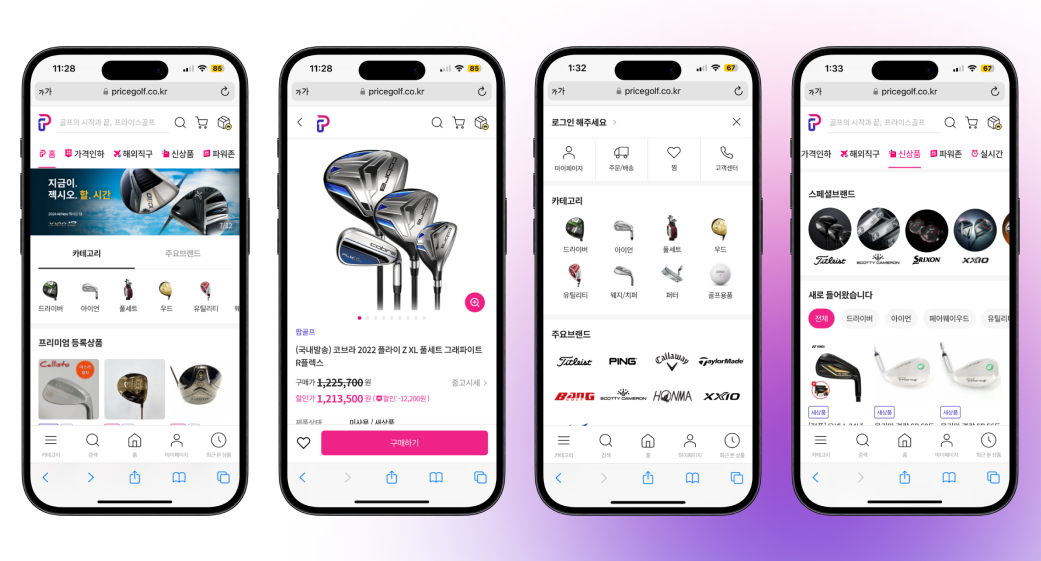 11:28
85
가가
pricegolf.co.kr
골프의 시작과 끝, 프라이스골프
홈
가격인하
해외직구
신상품
파워존
지금이.
젝시오. 할. 시간
7/12
카테고리
주요브랜드
드라이버
아이언
풀세트
우드
유틸리티
프리미엄 등록상품
Callato
카테고리
검색
홈
마이페이지
최근 본 상품
11:28
85
가가
pricegolf.co.kr
cobra
팝골프
(국내발송) 코브라 2022 플라이 Z XL 풀세트 그래파이트
R플렉스
구매가 1,225,700 원
중고시세
할인가 1,213,500 원 (할인: -12,200원)
제품상태
미사용 / 새상품
구매하기
1:32
67
가가
pricegolf.co.kr
로그인 해주세요
마이페이지
주문/배송
찜
고객센터
카테고리
드라이버
아이언
풀세트
우드
유틸리티
웨지/치퍼
퍼터
골프용품
주요브랜드
Titleist
PING
Callaway
TaylorMade
BANG
SCOTTY CAMERON
HONMA
XXIO
카테고리
검색
홈
마이페이지
최근 본 상품
1:33
67
가가
pricegolf.co.kr
골프의 시작과 끝, 프라이스골프
가격인하
해외직구
신상품
파워존
실시간
스페셜브랜드
Titleist
SCOTTY CAMERON
SRIXON
XXIO
새로 들어왔습니다
전체
드라이버
아이언
페어웨이우드
유틸리
새상품
새상품
새상품
카테고리
검색
홈
마이페이지
최근 본 상품